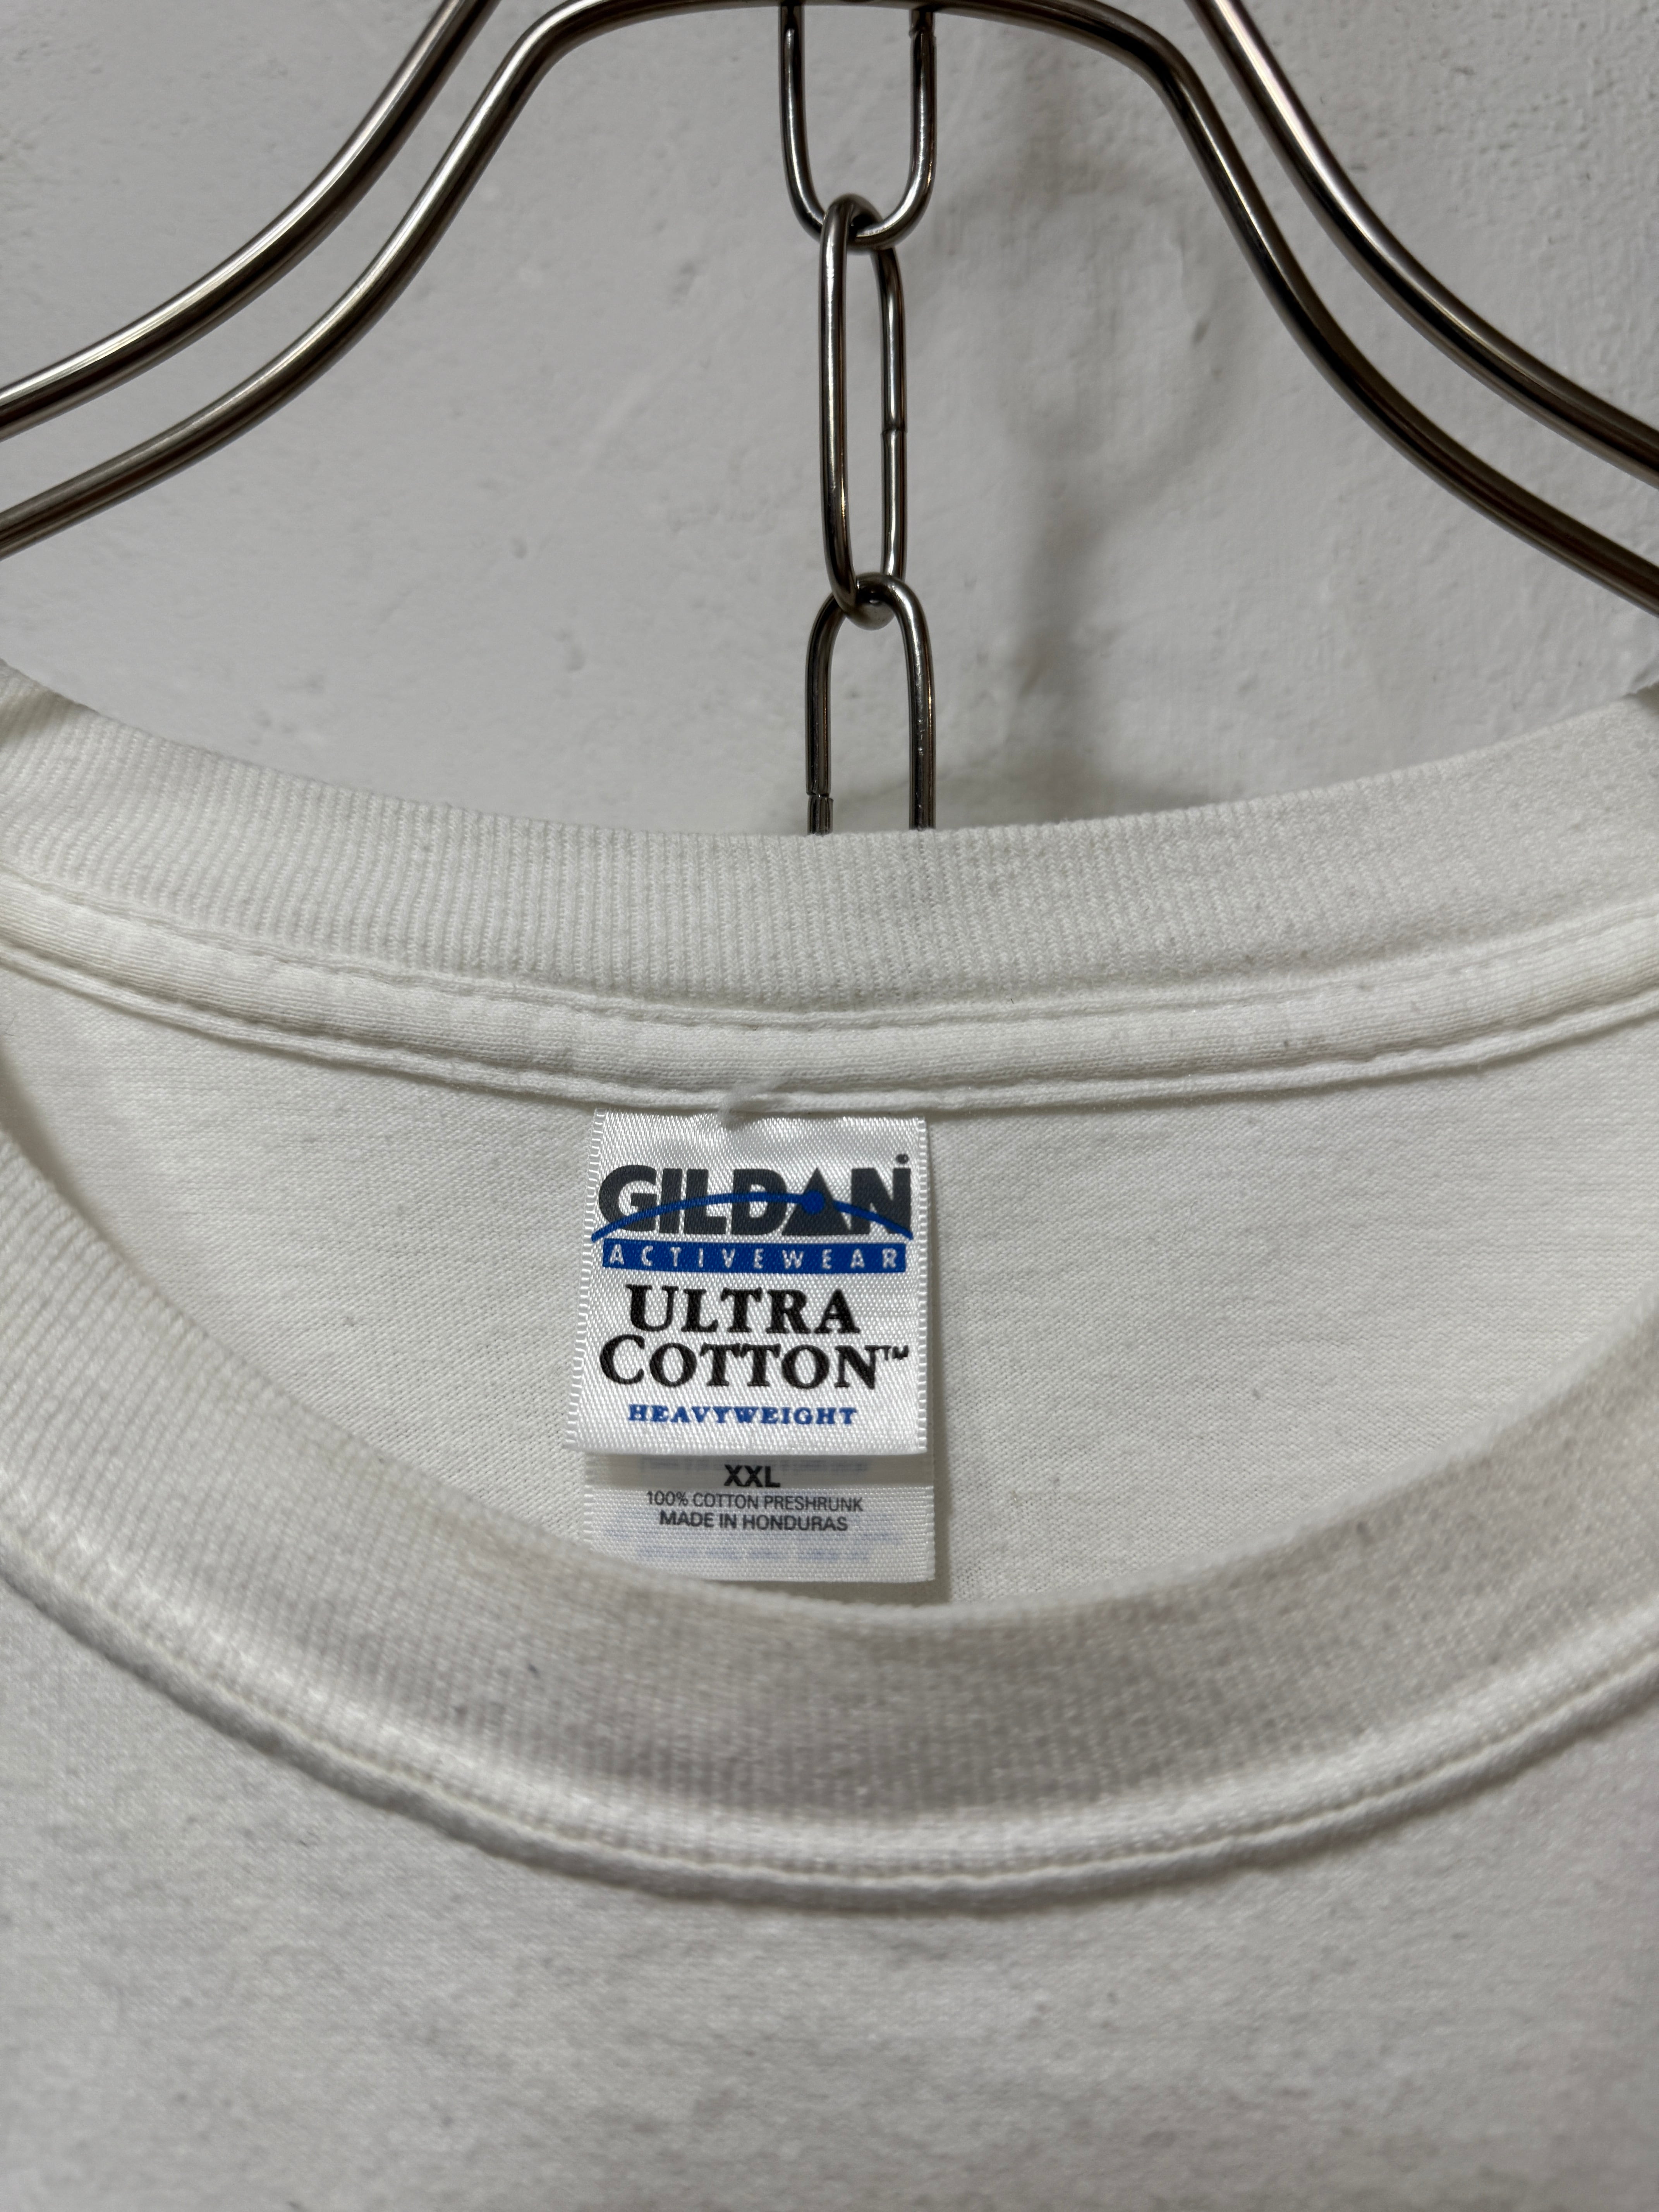 GILDAN
ACTIVEWEAR
ULTRA
COTTON™
HEAVYWEIGHT
XXL
100% COTTON PRESHRUNK
MADE IN HONDURAS